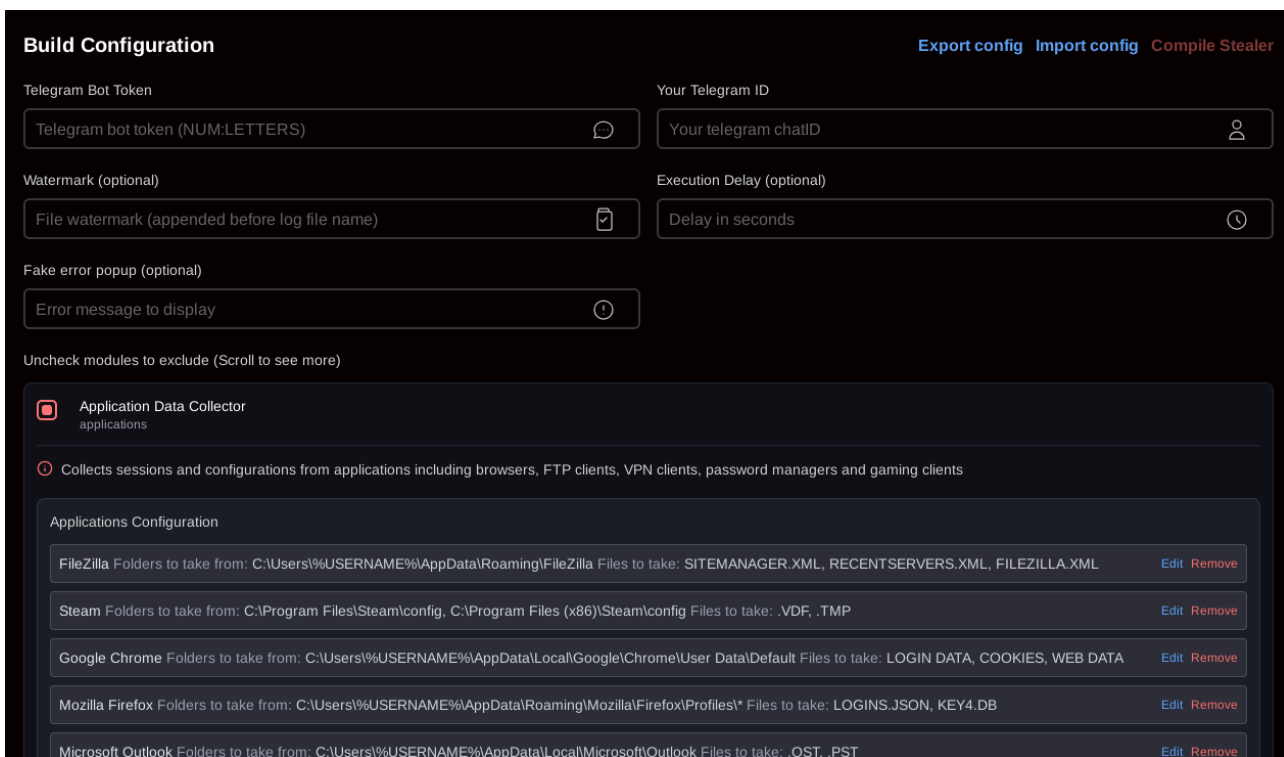 Build Configuration
Export config Import config Compile Stealer
Telegram Bot Token
Your Telegram ID
Telegram bot token (NUM:LETTERS)
Your telegram chatID
Watermark (optional)
Execution Delay (optional)
File watermark (appended before log file name)
Delay in seconds
Fake error popup (optional)
Error message to display
Uncheck modules to exclude (Scroll to see more)
Application Data Collector
applications
Collects sessions and configurations from applications including browsers, FTP clients, VPN clients, password managers and gaming clients
Applications Configuration
FileZilla Folders to take from: C:\Users\%USERNAME%\AppData\Roaming\FileZilla Files to take: SITEMANAGER.XML, RECENTSERVERS.XML, FILEZILLA.XML Edit Remove
Steam Folders to take from: C:\Program Files\Steam\config, C:\Program Files (x86)\Steam\config Files to take: .VDF, .TMP Edit Remove
Google Chrome Folders to take from: C:\Users\%USERNAME%\AppData\Local\Google\Chrome\User Data\Default Files to take: LOGIN DATA, COOKIES, WEB DATA Edit Remove
Mozilla Firefox Folders to take from: C:\Users\%USERNAME%\AppData\Roaming\Mozilla\Firefox\Profiles\* Files to take: LOGINS.JSON, KEY4.DB Edit Remove
Microsoft Outlook Folders to take from: C:\Users\%USERNAME%\AppData\Local\Microsoft\Outlook Files to take: .OST, .PST Edit Remove